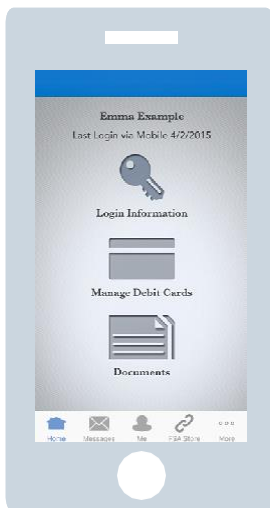 Emma Example
Last Login via Mobile 4/2/2015
Login Information
Manage Debit Cards
Documents
Home Messages Me FSA Store More